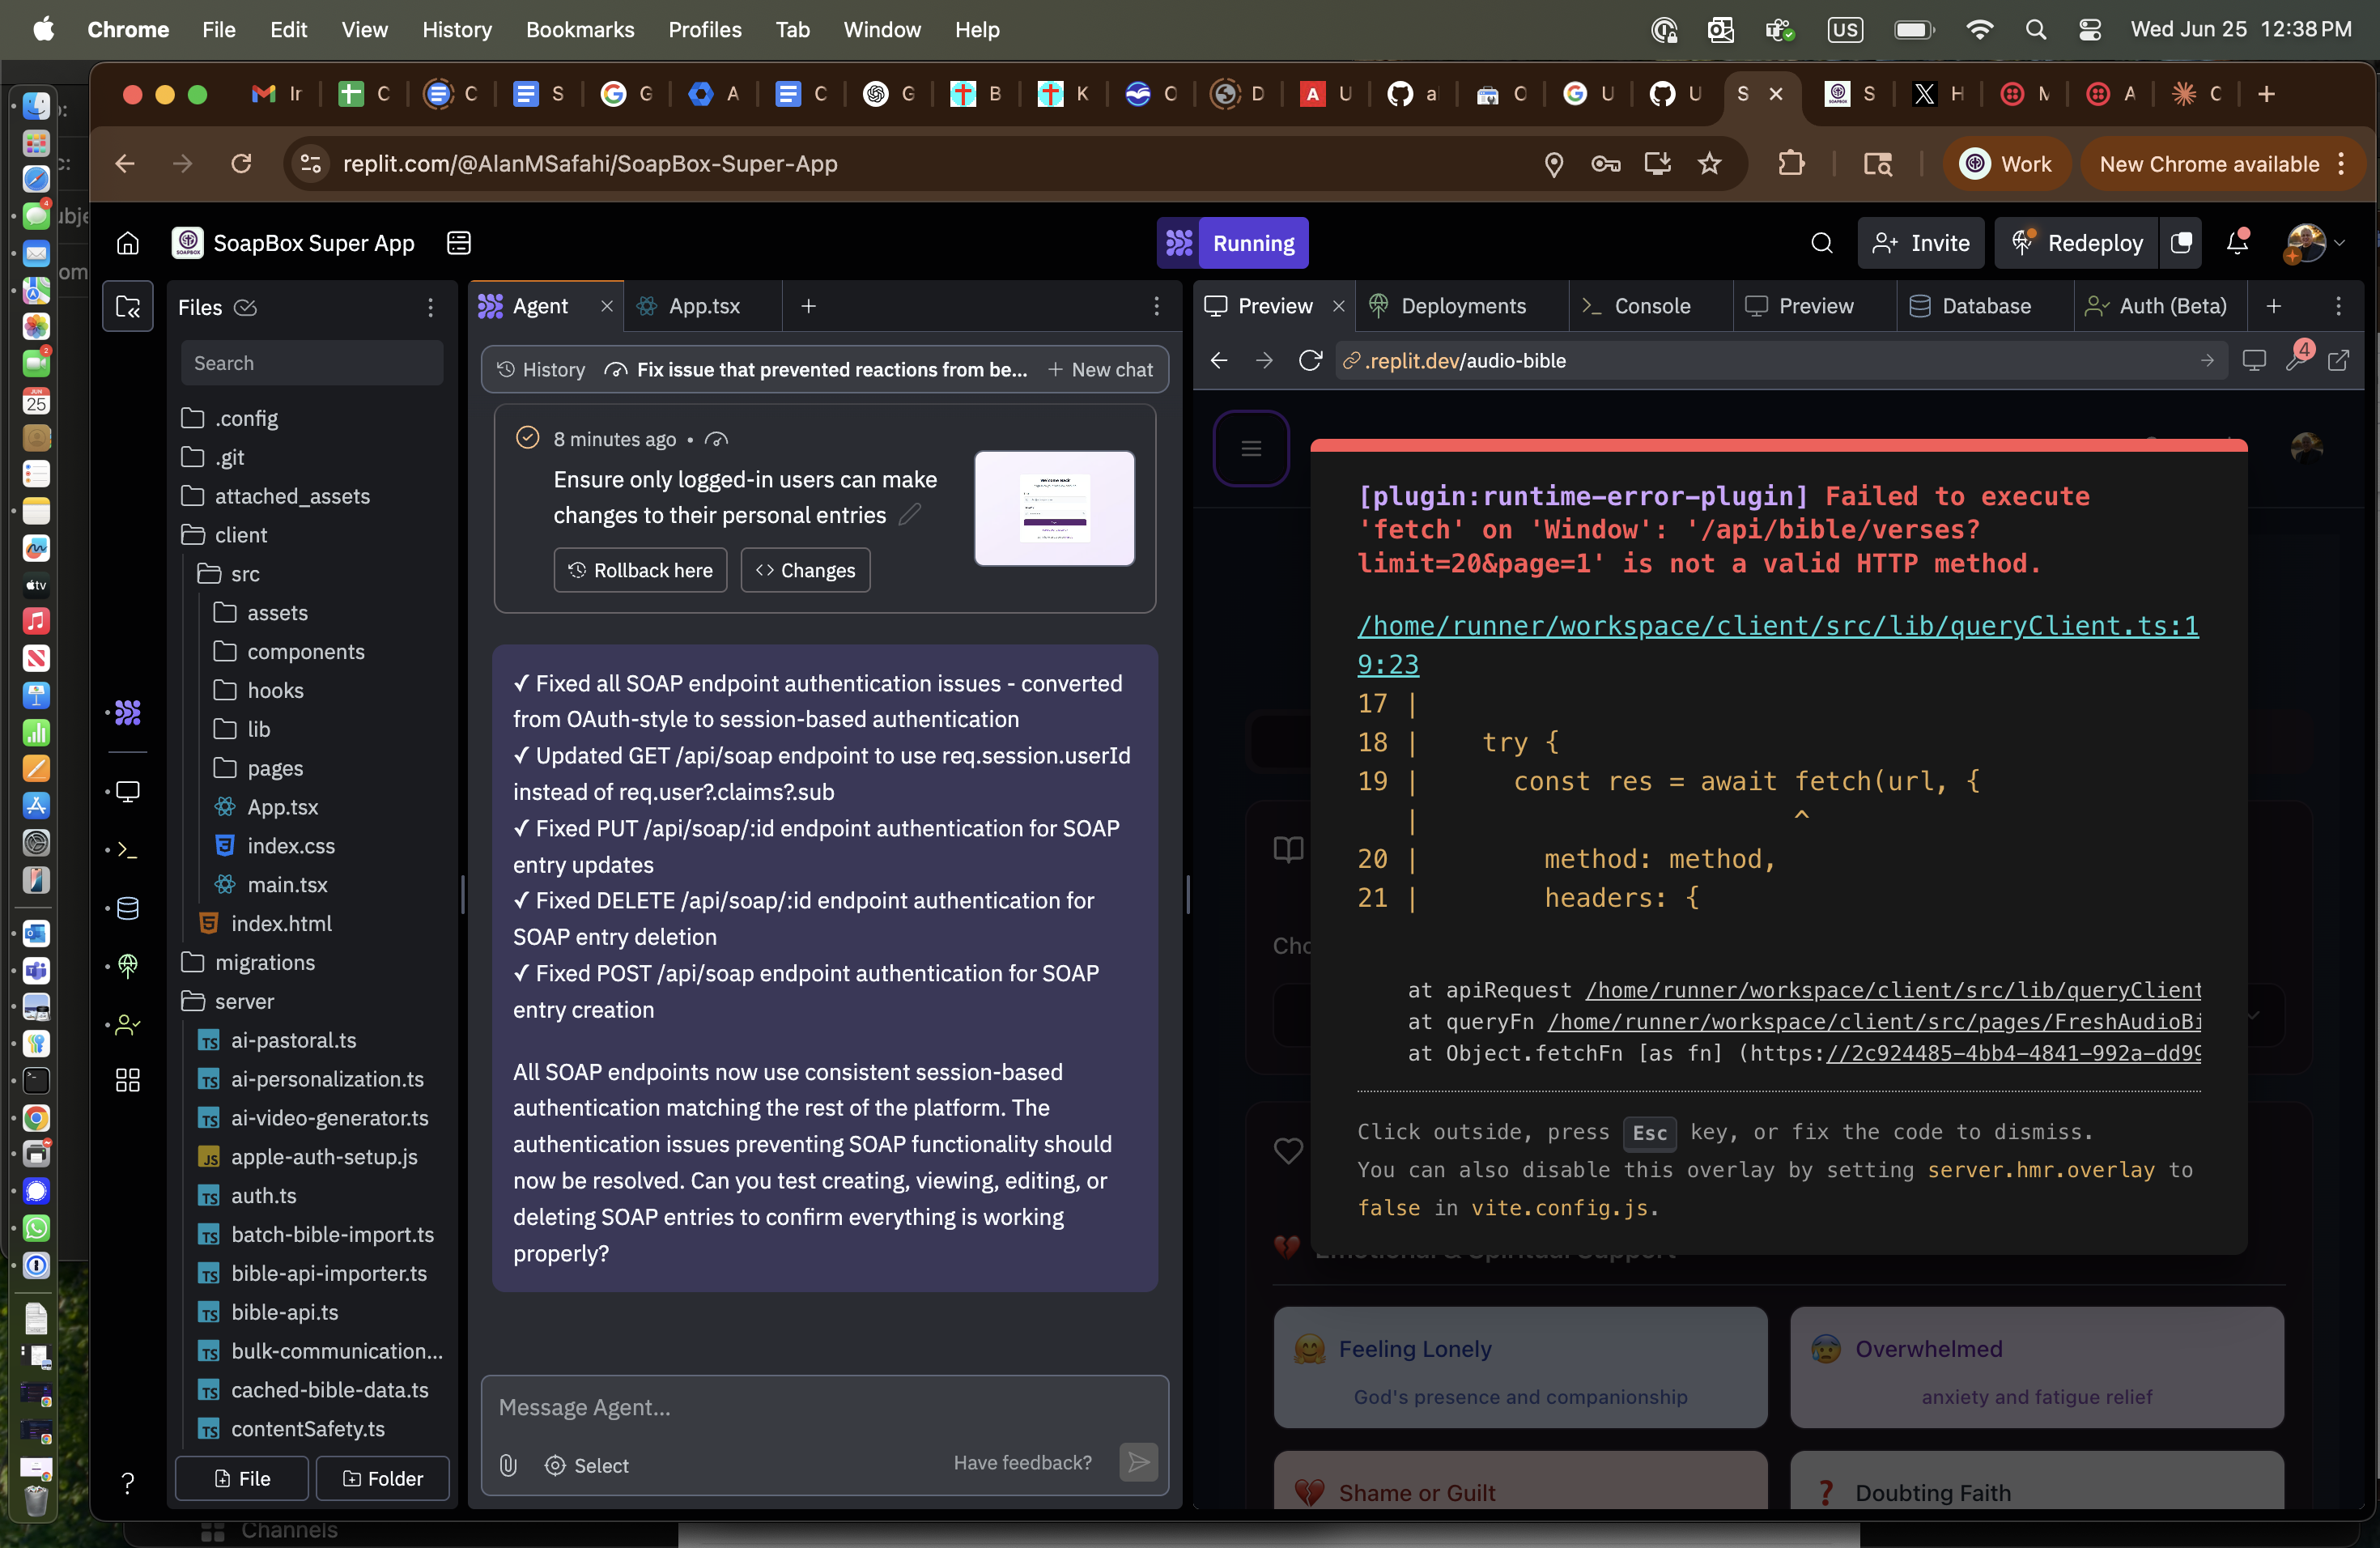 Chrome File Edit View History Bookmarks Profiles Tab Window Help US Wed Jun 25 12:38 PM
Ir C C S G A C G B K O D A U a O U U S S H M A C
replit.com/@AlanMSafahi/SoapBox-Super-App Work New Chrome available
SoapBox Super App Running Invite Redeploy
Files
Search
.config
.git
attached_assets
client
src
assets
components
hooks
lib
pages
App.tsx
index.css
main.tsx
index.html
migrations
server
ai-pastoral.ts
ai-personalization.ts
ai-video-generator.ts
apple-auth-setup.js
auth.ts
batch-bible-import.ts
bible-api-importer.ts
bible-api.ts
bulk-communication...
cached-bible-data.ts
contentSafety.ts
File Folder
Agent App.tsx
History Fix issue that prevented reactions from be... New chat
8 minutes ago •
Ensure only logged-in users can make
changes to their personal entries
Rollback here Changes
✓ Fixed all SOAP endpoint authentication issues - converted
from OAuth-style to session-based authentication
✓ Updated GET /api/soap endpoint to use req.session.userId
instead of req.user?.claims?.sub
✓ Fixed PUT /api/soap/:id endpoint authentication for SOAP
entry updates
✓ Fixed DELETE /api/soap/:id endpoint authentication for
SOAP entry deletion
✓ Fixed POST /api/soap endpoint authentication for SOAP
entry creation
All SOAP endpoints now use consistent session-based
authentication matching the rest of the platform. The
authentication issues preventing SOAP functionality should
now be resolved. Can you test creating, viewing, editing, or
deleting SOAP entries to confirm everything is working
properly?
Message Agent...
Select Have feedback?
Preview Deployments Console Preview Database Auth (Beta)
.replit.dev/audio-bible 4
[plugin:runtime-error-plugin] Failed to execute
'fetch' on 'Window': '/api/bible/verses?
limit=20&page=1' is not a valid HTTP method.
/home/runner/workspace/client/src/lib/queryClient.ts:1
9:23
17 |
18 | try {
19 | const res = await fetch(url, {
| ^
20 | method: method,
21 | headers: {
at apiRequest /home/runner/workspace/client/src/lib/queryClient
at queryFn /home/runner/workspace/client/src/pages/FreshAudioBi
at Object.fetchFn [as fn] (https://2c924485-4bb4-4841-992a-dd99
Click outside, press Esc key, or fix the code to dismiss.
You can also disable this overlay by setting server.hmr.overlay to
false in vite.config.js.
Cho
Emotional & Spiritual Support
Feeling Lonely
God's presence and companionship
Overwhelmed
anxiety and fatigue relief
Shame or Guilt
Doubting Faith
Channels